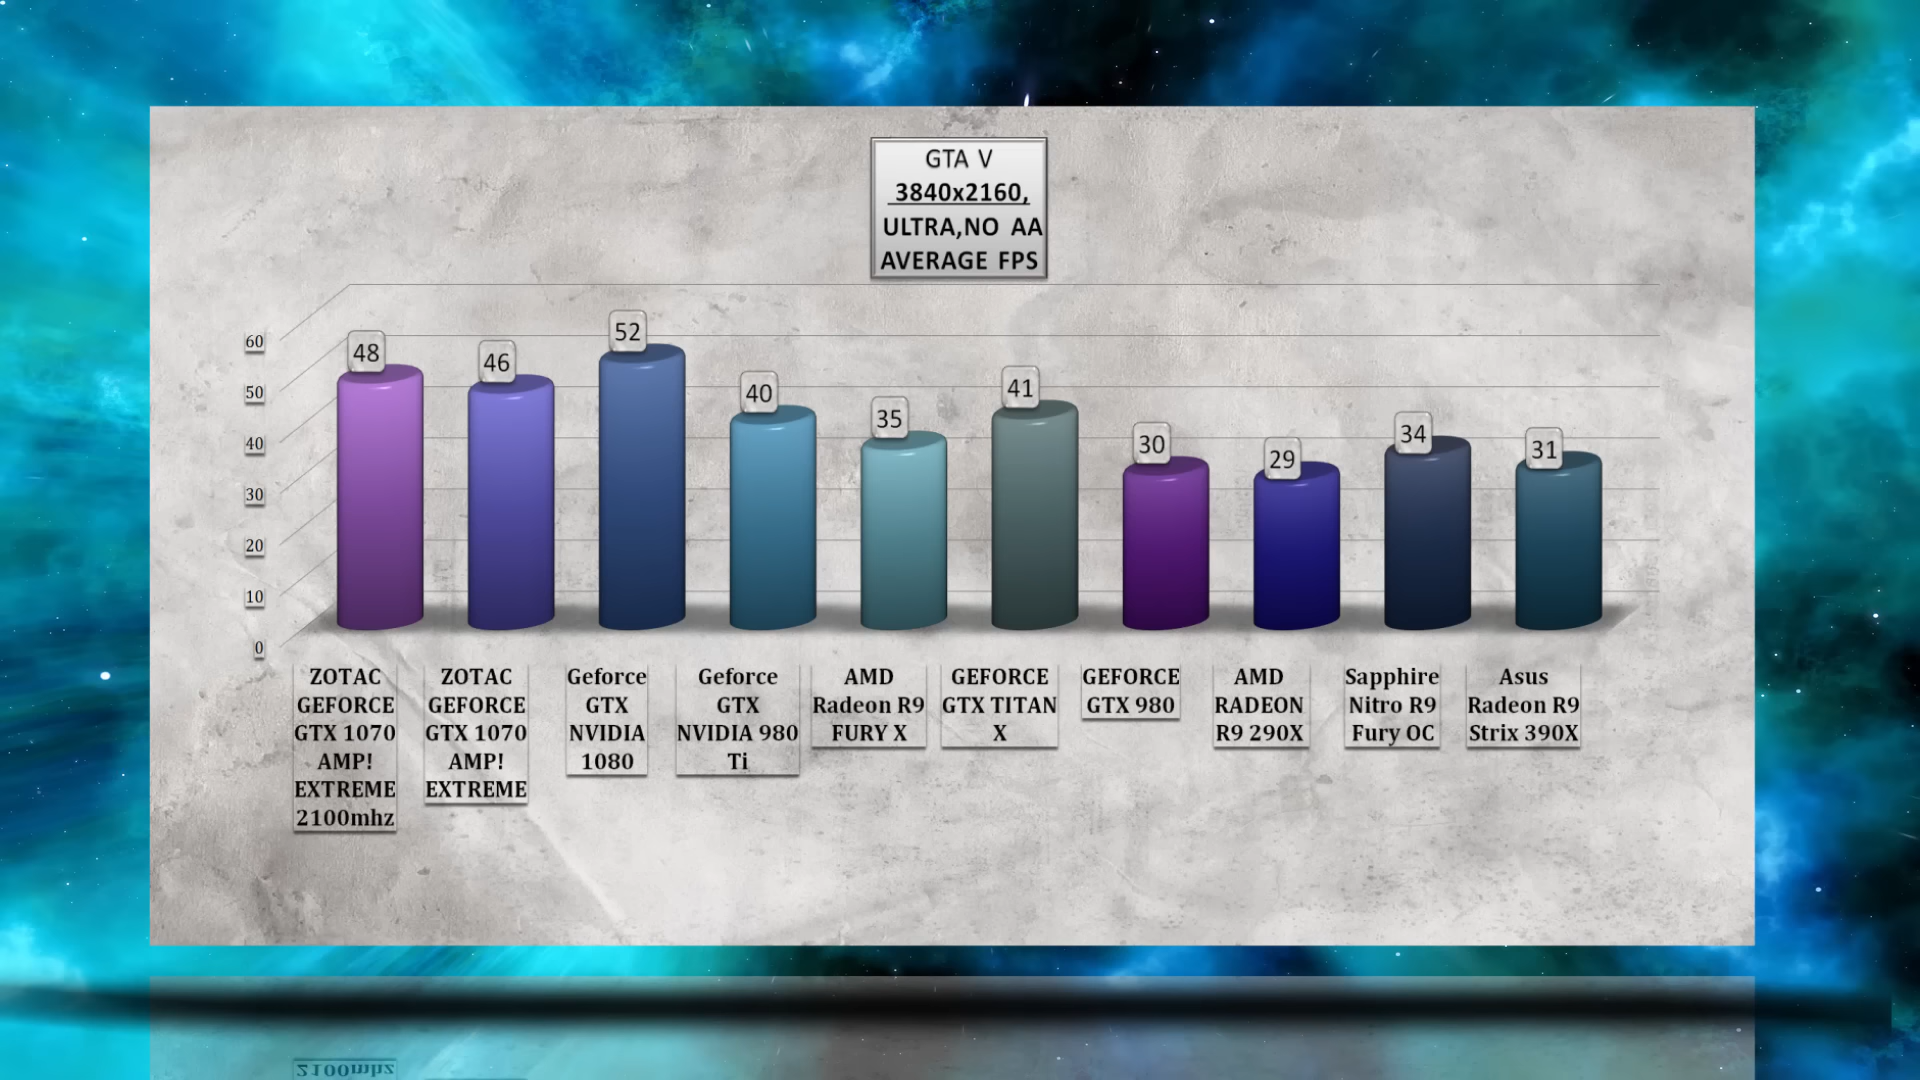 GTA V
3840x2160,
ULTRA,NO AA
AVERAGE FPS
60
50
40
30
20
10
0
48
46
52
40
35
41
30
29
34
31
ZOTAC
GEFORCE
GTX 1070
AMP!
EXTREME
2100mhz
ZOTAC
GEFORCE
GTX 1070
AMP!
EXTREME
Geforce
GTX
NVIDIA
1080
Geforce
GTX
NVIDIA 980
Ti
AMD
Radeon R9
FURY X
GEFORCE
GTX TITAN
X
GEFORCE
GTX 980
AMD
RADEON
R9 290X
Sapphire
Nitro R9
Fury OC
Asus
Radeon R9
Strix 390X
2100mhz